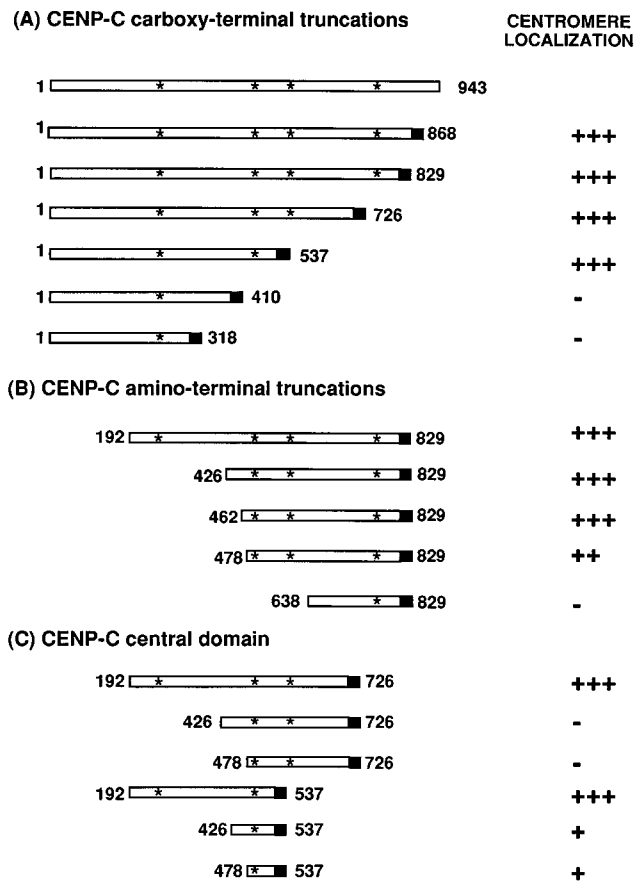 (A) CENP-C carboxy-terminal truncations
CENTROMERE
LOCALIZATION
1 * * * * 943
1 * * * * 868 +++
1 * * * * 829 +++
1 * * * 726 +++
1 * * 537 +++
1 * 410 -
1 * 318 -
(B) CENP-C amino-terminal truncations
192 * * * * 829 +++
426 * * * 829 +++
462 * * * 829 +++
478 * * * 829 ++
638 * 829 -
(C) CENP-C central domain
192 * * * 726 +++
426 * * 726 -
478 * * 726 -
192 * * 537 +++
426 * 537 +
478 * 537 +